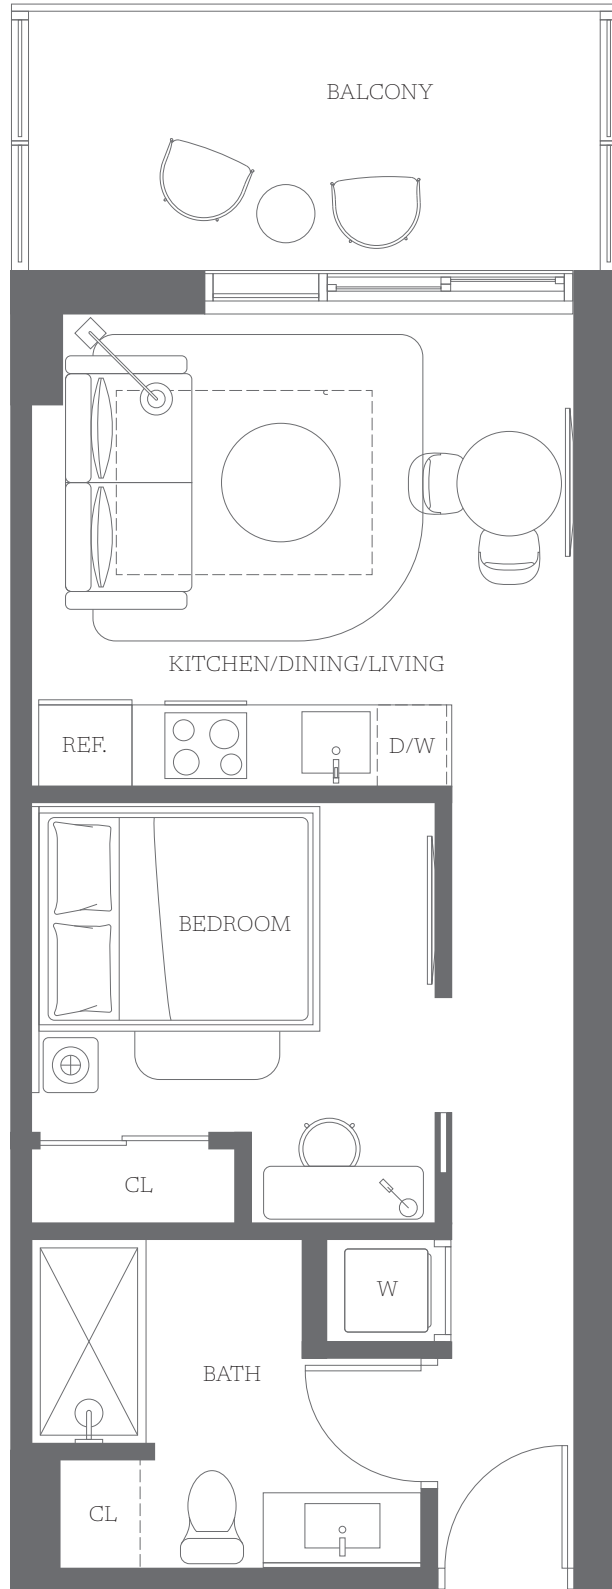 BALCONY
KITCHEN/DINING/LIVING
REF.
D/W
BEDROOM
CL
W
BATH
CL